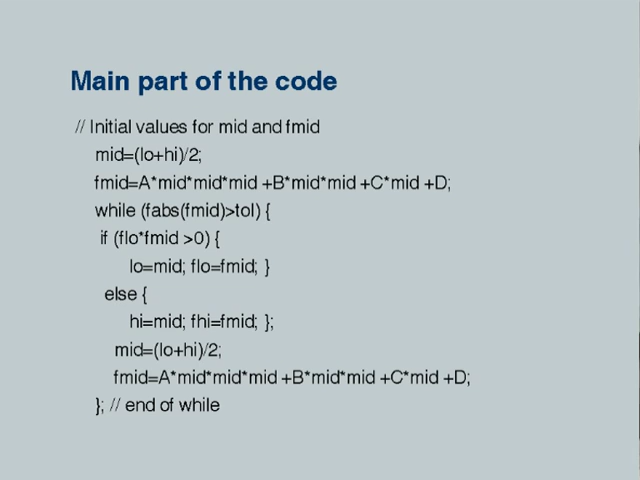 Main part of the code
// Initial values for mid and fmid
mid=(lo+hi)/2;
fmid=A*mid*mid*mid +B*mid*mid +C*mid +D;
while (fabs(fmid)>tol) {
if (flo*fmid >0) {
lo=mid; flo=fmid; }
else {
hi=mid; fhi=fmid; };
mid=(lo+hi)/2;
fmid=A*mid*mid*mid +B*mid*mid +C*mid +D;
}; // end of while